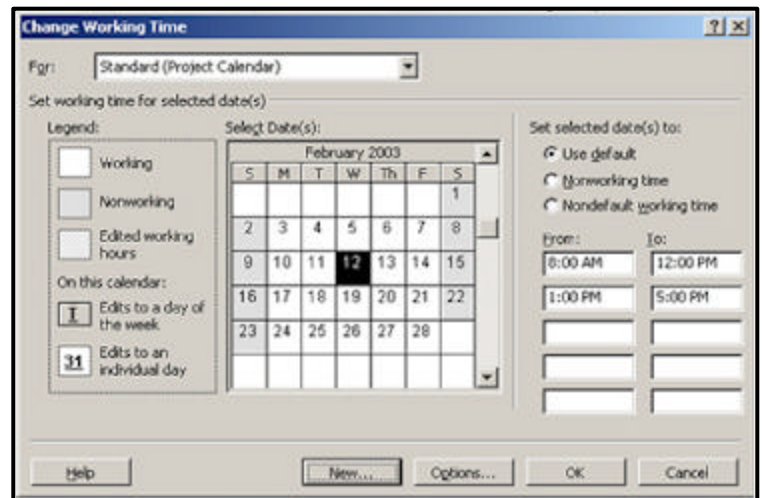 Change Working Time
? ×
For: Standard (Project Calendar)
Set working time for selected date(s)
Legend:
Working
Nonworking
Edited working
hours
On this calendar:
T Edits to a day of
the week
31 Edits to an
individual day
Select Date(s):
February 2003
S M T W Th F S
1
2 3 4 5 6 7 8
9 10 11 12 13 14 15
16 17 18 19 20 21 22
23 24 25 26 27 28
Set selected date(s) to:
Use default
Nonworking time
Nondefault working time
From: To:
8:00 AM 12:00 PM
1:00 PM 5:00 PM
Help New... Options... OK Cancel